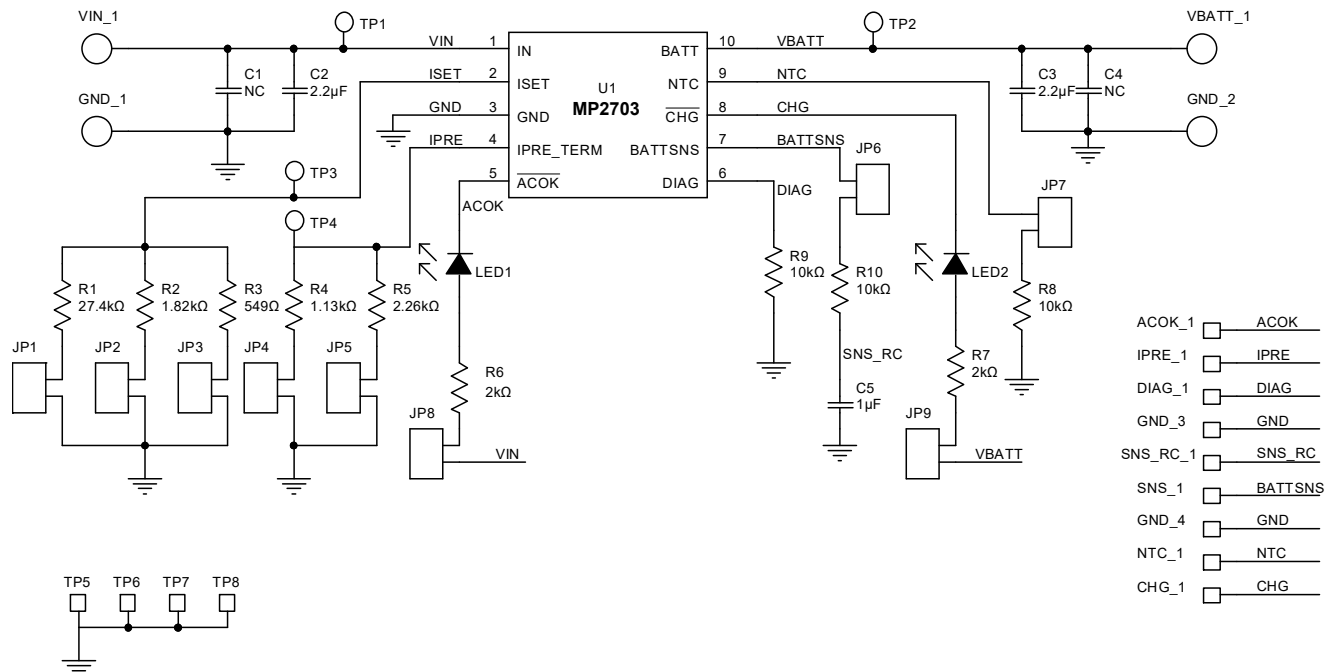 VIN_1
TP1
TP2
VBATT_1
VIN
1
IN
BATT
10
VBATT
C1
NC
C2
2.2µF
ISET
2
ISET
U1
MP2703
NTC
9
NTC
C3
2.2µF
C4
NC
GND_1
GND
3
GND
CHG
8
CHG
GND_2
IPRE
4
IPRE_TERM
BATTSNS
7
BATTSNS
JP6
TP3
5
ACOK
DIAG
6
DIAG
JP7
ACOK
TP4
R1
27.4kΩ
R2
1.82kΩ
R3
549Ω
R4
1.13kΩ
R5
2.26kΩ
LED1
R9
10kΩ
R10
10kΩ
LED2
R8
10kΩ
JP1
JP2
JP3
JP4
JP5
R6
2kΩ
SNS_RC
C5
1µF
R7
2kΩ
JP8
VIN
JP9
VBATT
ACOK_1
ACOK
IPRE_1
IPRE
DIAG_1
DIAG
GND_3
GND
SNS_RC_1
SNS_RC
SNS_1
BATTSNS
GND_4
GND
NTC_1
NTC
CHG_1
CHG
TP5
TP6
TP7
TP8